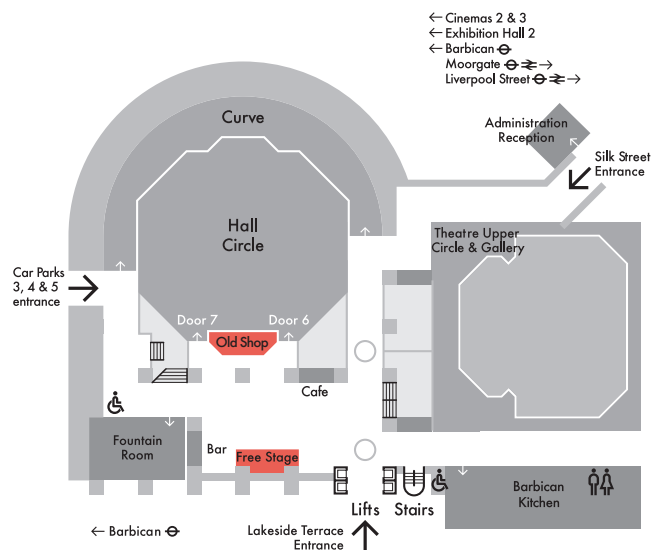 ← Cinemas 2 & 3
← Exhibition Hall 2
← Barbican
Moorgate →
Liverpool Street →
Administration
Reception
Silk Street
Entrance
Curve
Hall
Circle
Theatre Upper
Circle & Gallery
Car Parks
3, 4 & 5
entrance
Door 7
Door 6
Old Shop
Cafe
Fountain
Room
Bar
Free Stage
Barbican
Kitchen
Lifts
Stairs
← Barbican
Lakeside Terrace
Entrance